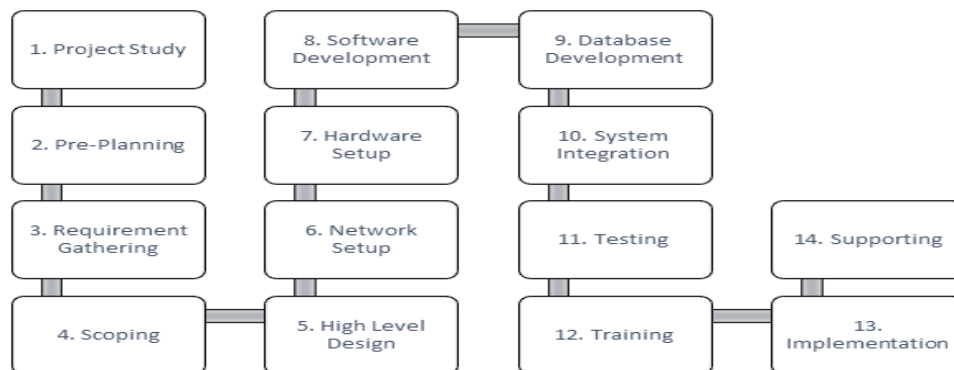 1. Project Study
2. Pre-Planning
3. Requirement
Gathering
4. Scoping
5. High Level
Design
6. Network
Setup
7. Hardware
Setup
8. Software
Development
9. Database
Development
10. System
Integration
11. Testing
12. Training
13.
Implementation
14. Supporting